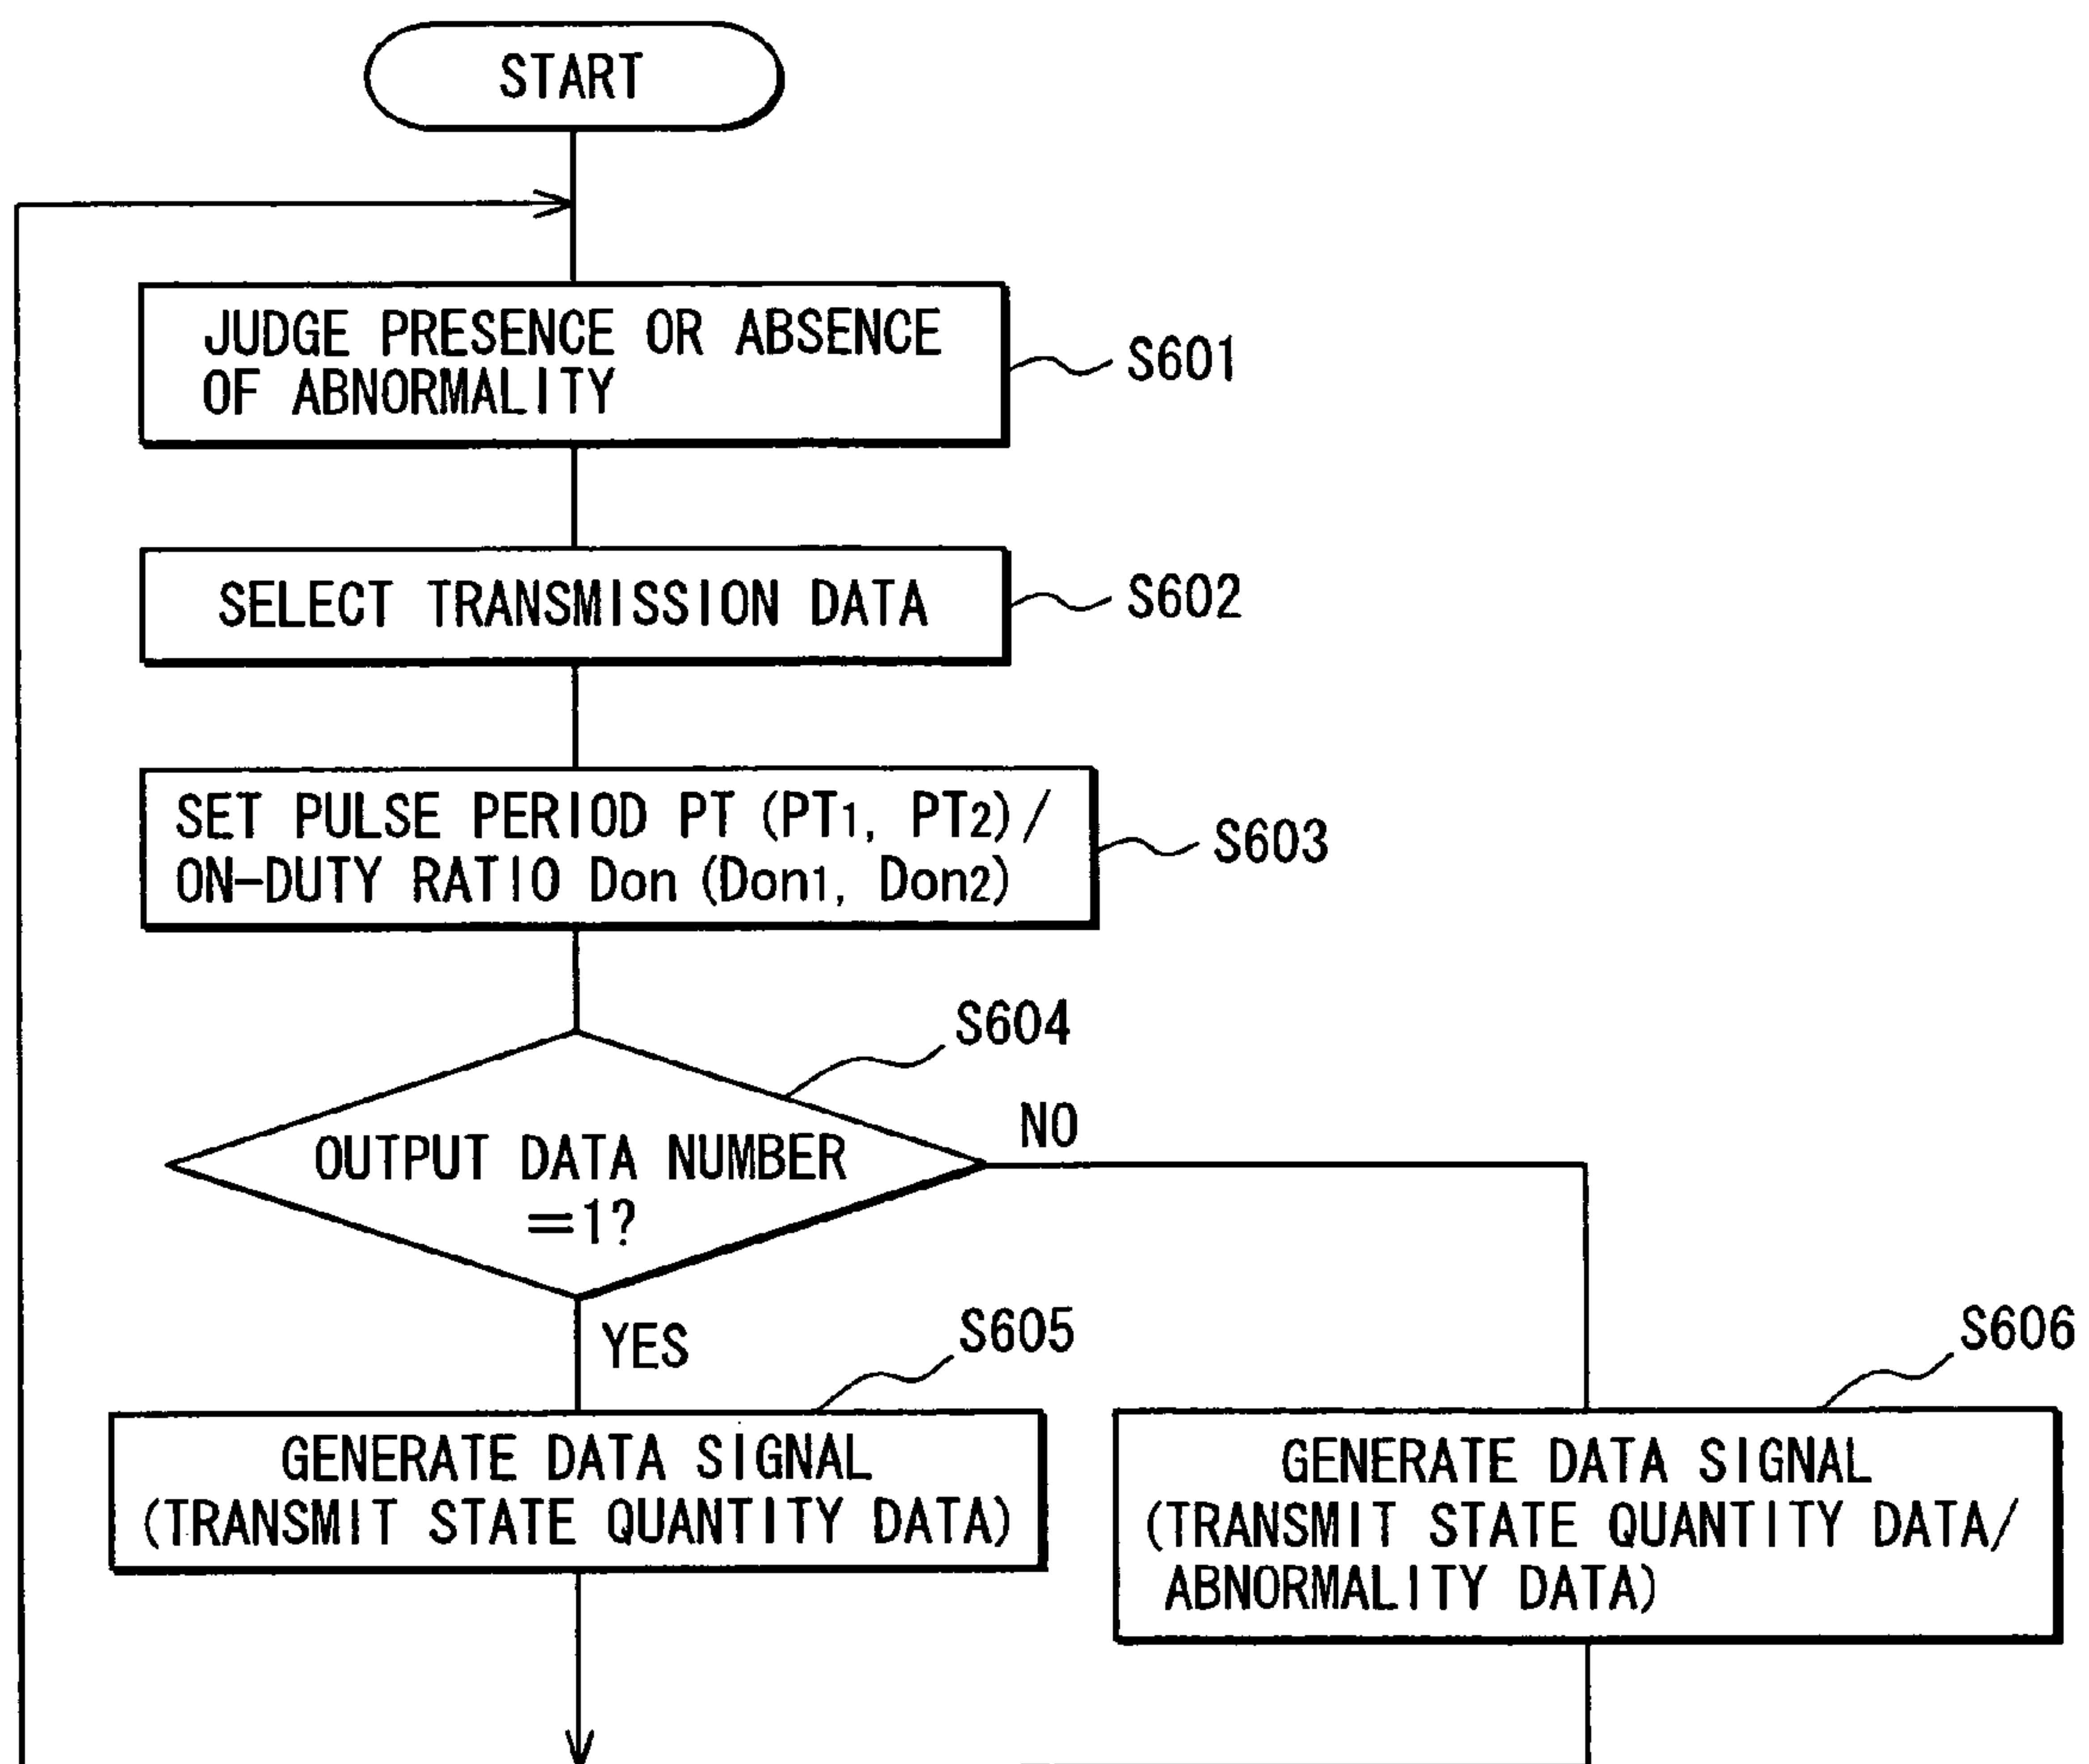 START
JUDGE PRESENCE OR ABSENCE
OF ABNORMALITY
S601
SELECT TRANSMISSION DATA
S602
SET PULSE PERIOD PT (PT1, PT2)/
ON-DUTY RATIO Don (Don1, Don2)
S603
S604
OUTPUT DATA NUMBER
=1?
NO
YES
S605
GENERATE DATA SIGNAL
(TRANSMIT STATE QUANTITY DATA)
S606
GENERATE DATA SIGNAL
(TRANSMIT STATE QUANTITY DATA/
ABNORMALITY DATA)